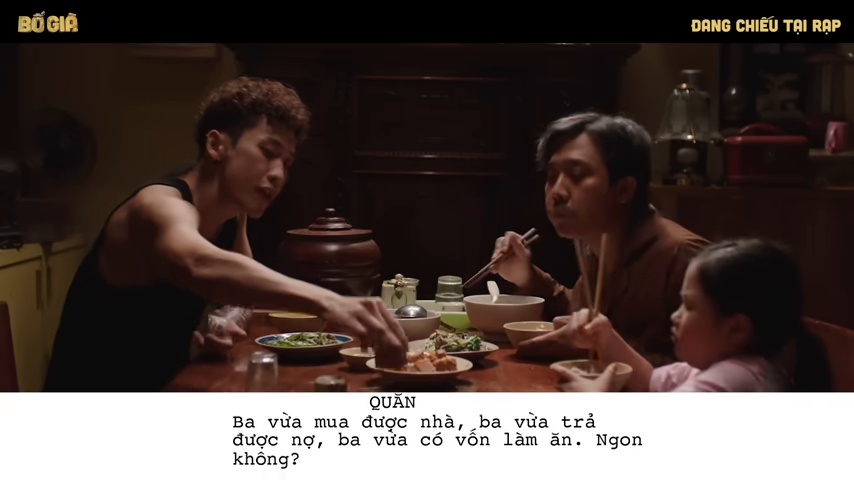 BỐ GIÀ
ĐANG CHIẾU TẠI RẠP
QUĂN
Ba vừa mua được nhà, ba vừa trả
được nợ, ba vừa có vốn làm ăn. Ngon
không?